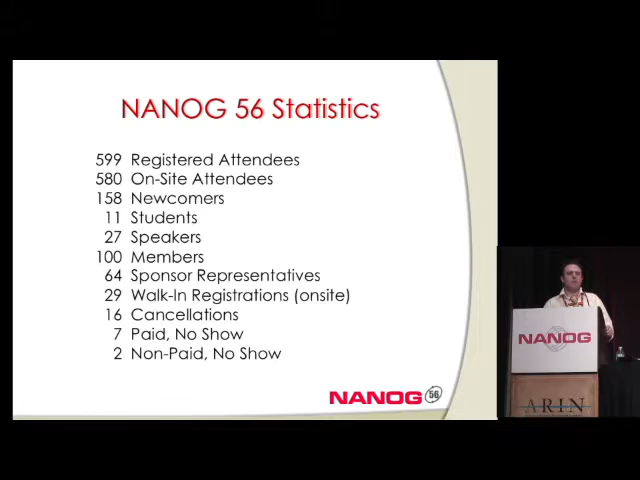 NANOG 56 Statistics
599 Registered Attendees
580 On-Site Attendees
158 Newcomers
11 Students
27 Speakers
100 Members
64 Sponsor Representatives
29 Walk-In Registrations (onsite)
16 Cancellations
7 Paid, No Show
2 Non-Paid, No Show
NANOG 56
NANOG
ARIN